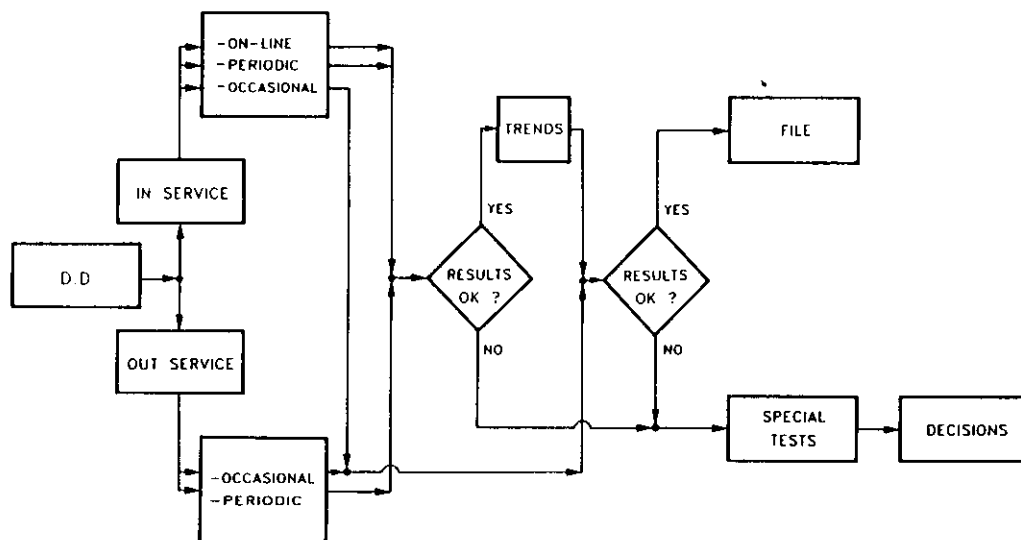 -ON-LINE
-PERIODIC
-OCCASIONAL
TRENDS
FILE
IN SERVICE
YES
YES
D.D
RESULTS
OK ?
RESULTS
OK ?
OUT SERVICE
NO
NO
SPECIAL
TESTS
DECISIONS
-OCCASIONAL
-PERIODIC